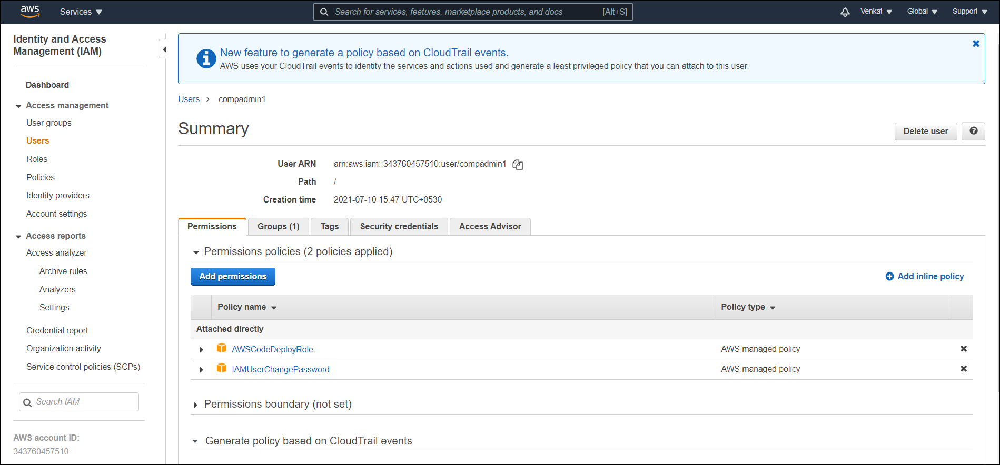 aws
Services
Search for services, features, marketplace products, and docs [Alt+S]
Venkat
Global
Support
Identity and Access
Management (IAM)
Dashboard
Access management
User groups
Users
Roles
Policies
Identity providers
Account settings
Access reports
Access analyzer
Archive rules
Analyzers
Settings
Credential report
Organization activity
Service control policies (SCPs)
Search IAM
AWS account ID:
343760457510
New feature to generate a policy based on CloudTrail events.
AWS uses your CloudTrail events to identity the services and actions used and generate a least privileged policy that you can attach to this user.
Users > compadmin1
Summary
Delete user
?
User ARN arn:aws:iam::343760457510:user/compadmin1
Path /
Creation time 2021-07-10 15:47 UTC+0530
Permissions Groups (1) Tags Security credentials Access Advisor
Permissions policies (2 policies applied)
Add permissions
Add inline policy
Policy name Policy type
Attached directly
AWSCodeDeployRole AWS managed policy
IAMUserChangePassword AWS managed policy
Permissions boundary (not set)
Generate policy based on CloudTrail events